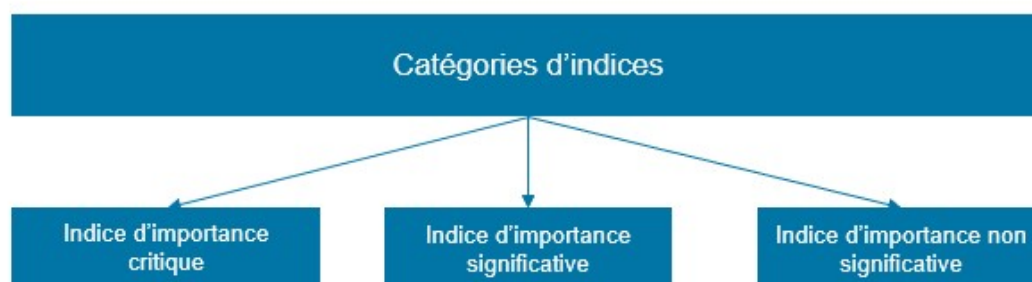 Catégories d’indices
Indice d’importance
critique
Indice d’importance
significative
Indice d’importance non
significative